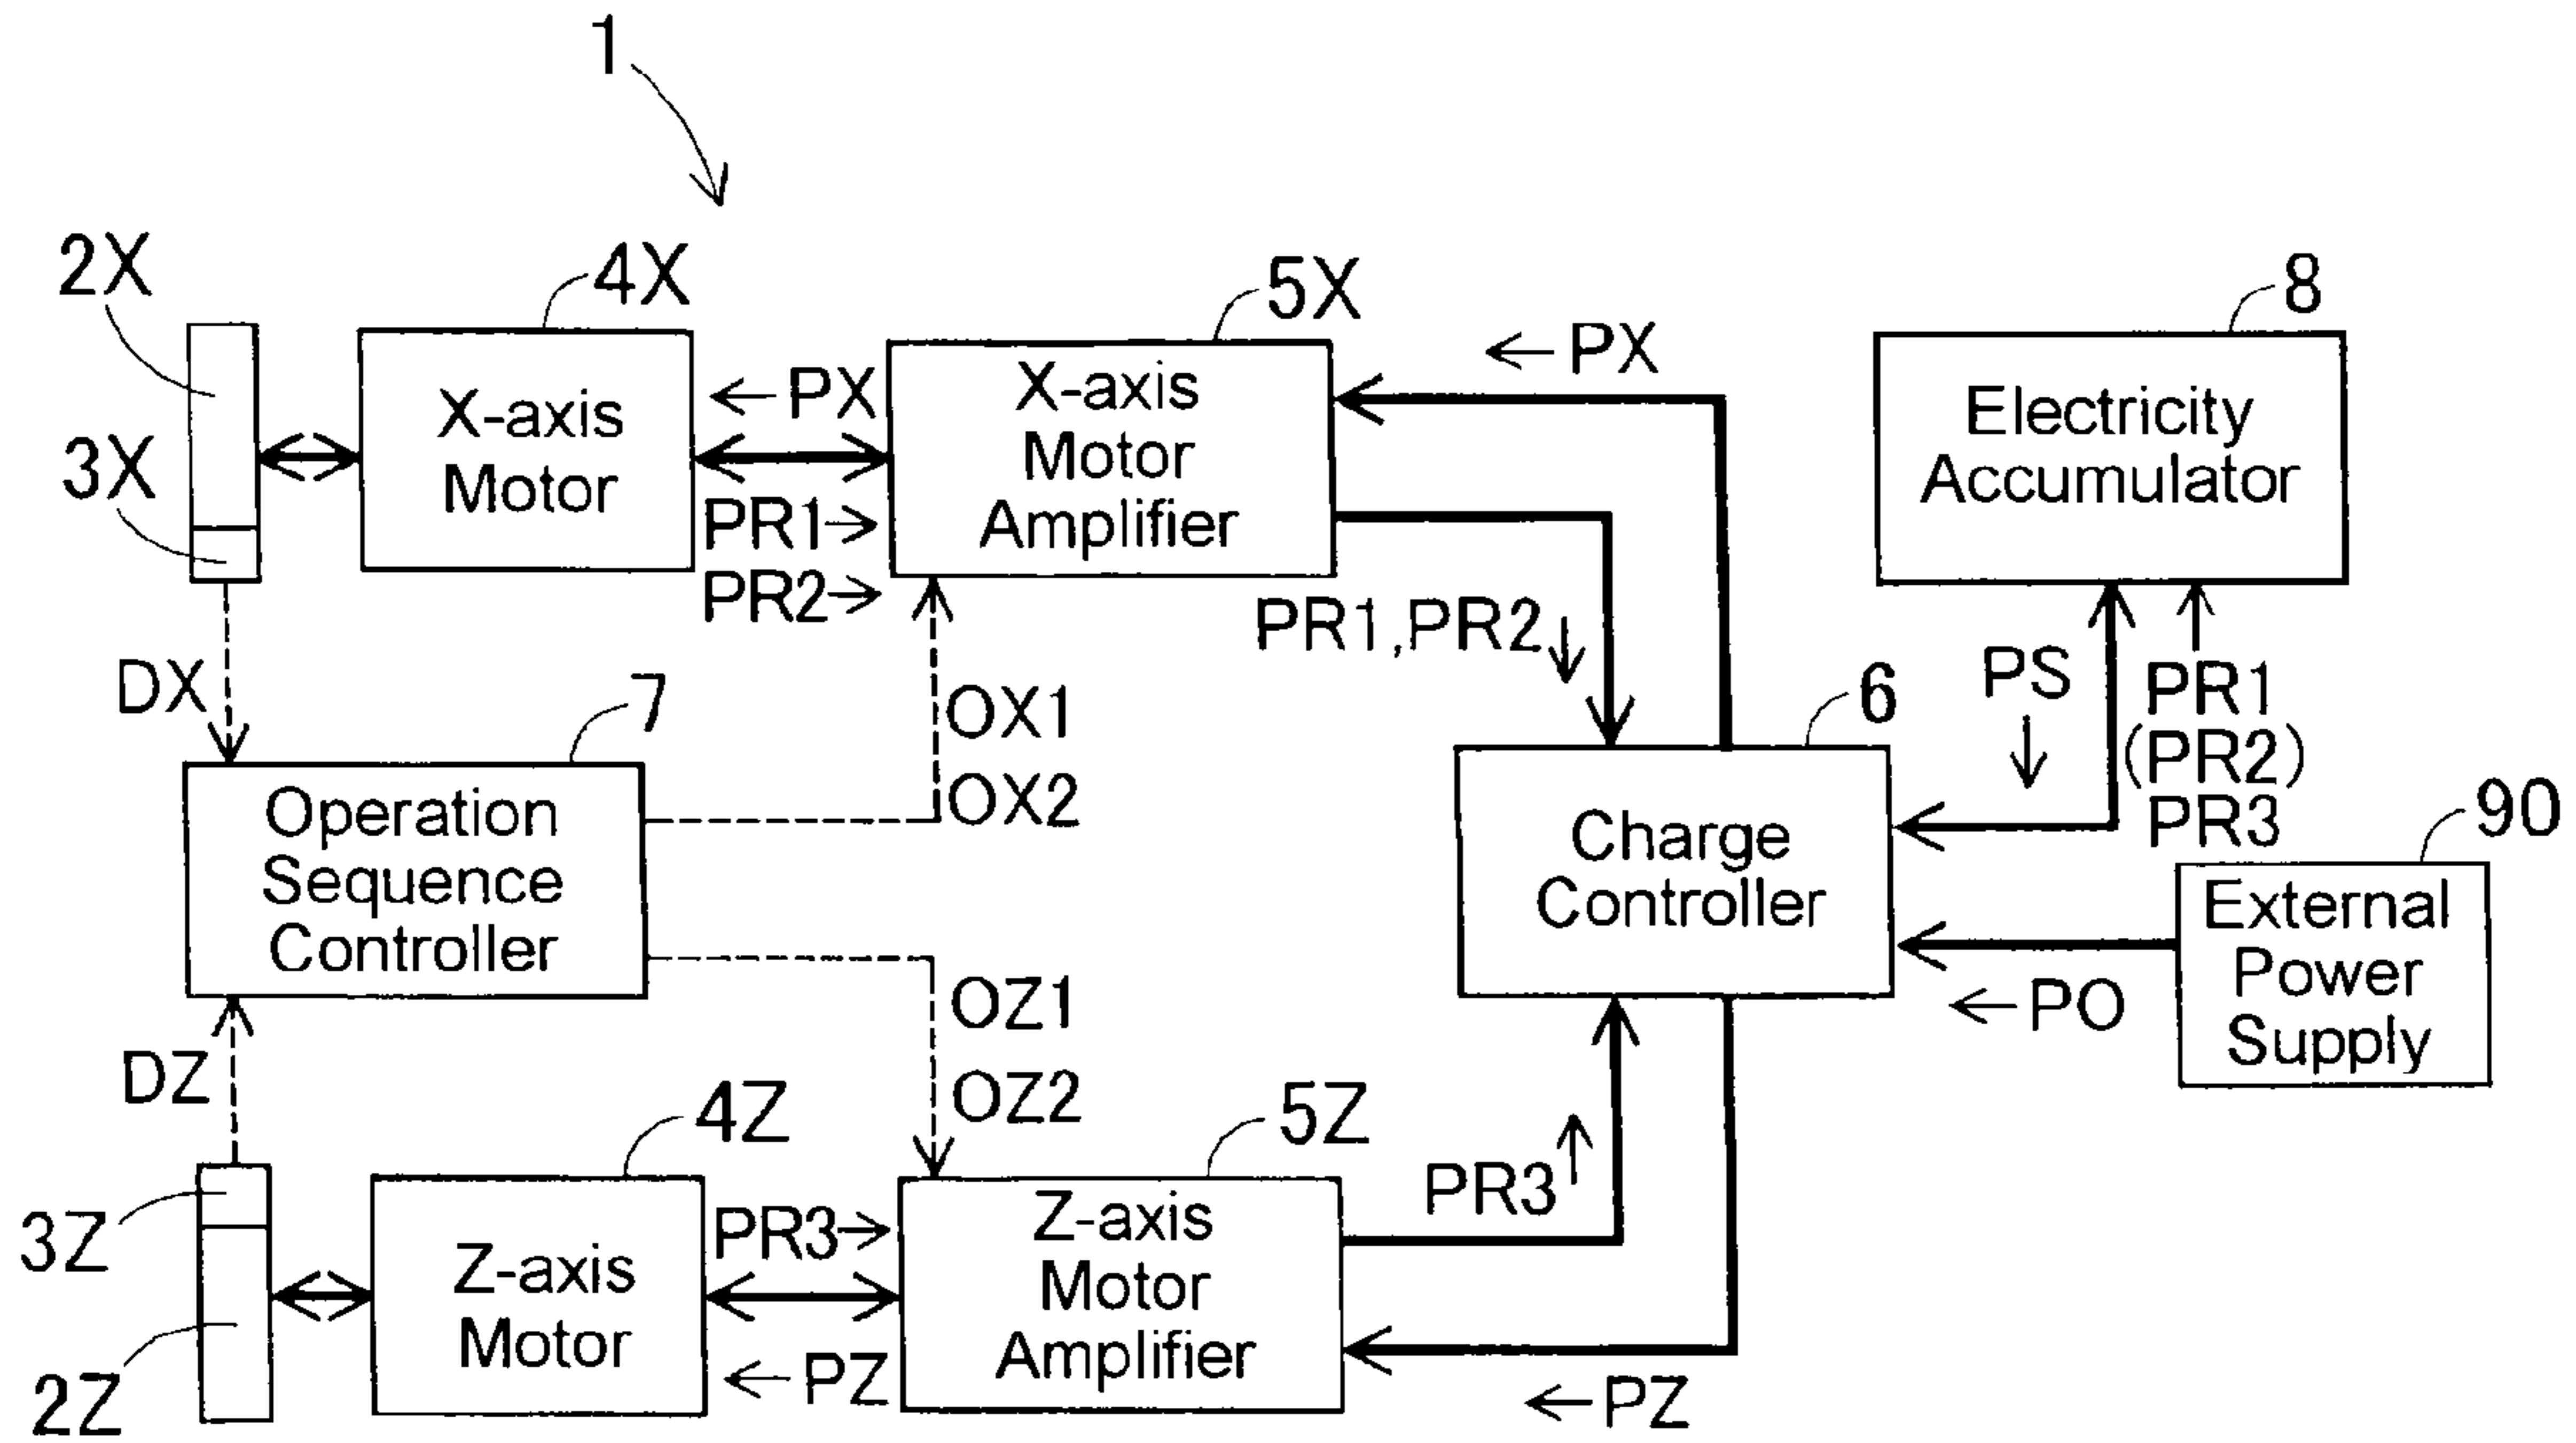 1
2X
4X
5X
8
3X
X-axis
Motor
← PX
PR1→
PR2→
X-axis
Motor
Amplifier
← PX
Electricity
Accumulator
DX
7
OX1
OX2
PR1,PR2↓
6
PS
↓
PR1
(PR2)
PR3
90
Operation
Sequence
Controller
Charge
Controller
External
Power
Supply
← PO
DZ
OZ1
OZ2
4Z
5Z
3Z
2Z
Z-axis
Motor
PR3→
← PZ
Z-axis
Motor
Amplifier
PR3↑
← PZ